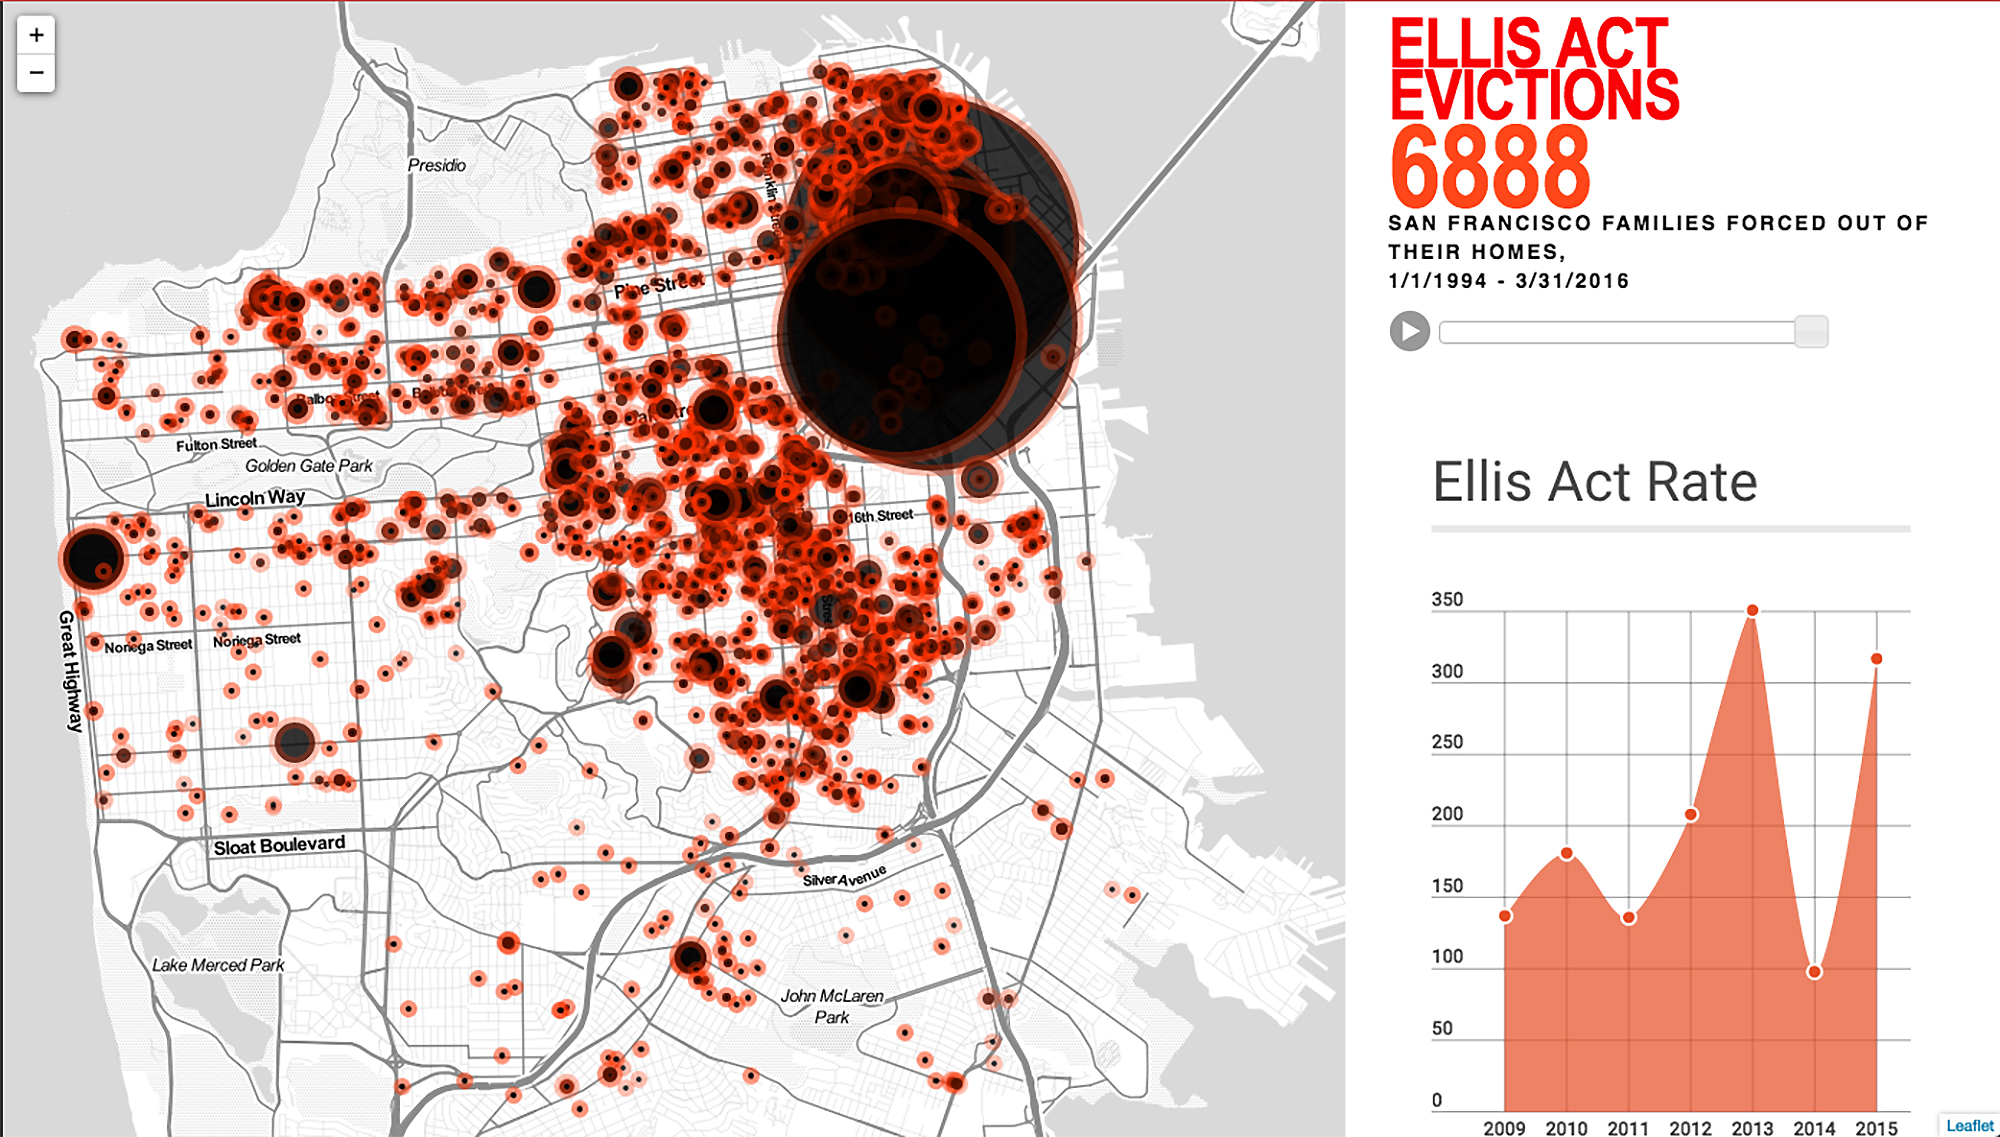 +
−
Presidio
Franklin Street
Pine Street
Balboa Street
Fulton Street
Golden Gate Park
Lincoln Way
16th Street
Street
Great Highway
Noriega Street
Noriega Street
Sloat Boulevard
Silver Avenue
Lake Merced Park
John McLaren
Park
ELLIS ACT
EVICTIONS
6888
SAN FRANCISCO FAMILIES FORCED OUT OF
THEIR HOMES,
1/1/1994 - 3/31/2016
Ellis Act Rate
350
300
250
200
150
100
50
0
2009 2010 2011 2012 2013 2014 2015
Leaflet